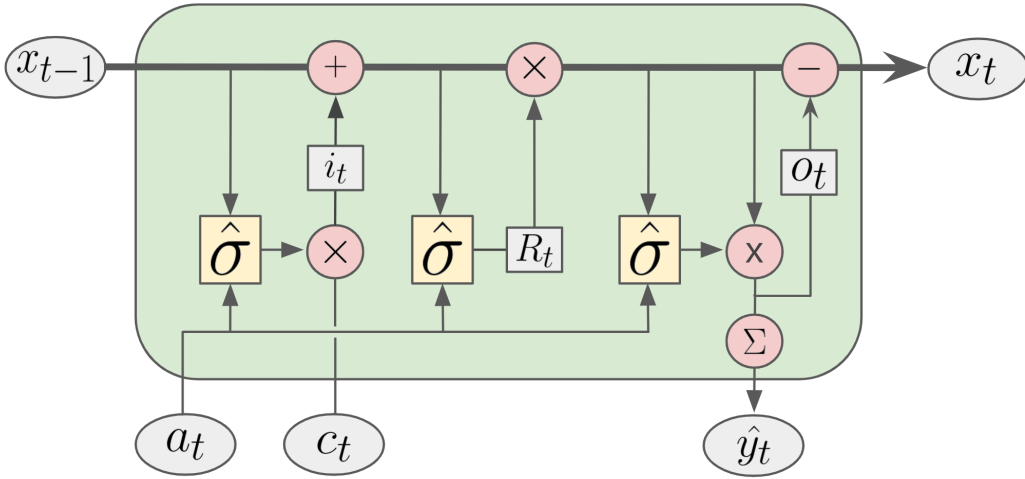 x_{t-1}
+
×
−
x_t
i_t
o_t
σ̂
×
σ̂
R_t
σ̂
x
Σ
a_t
c_t
ŷ_t